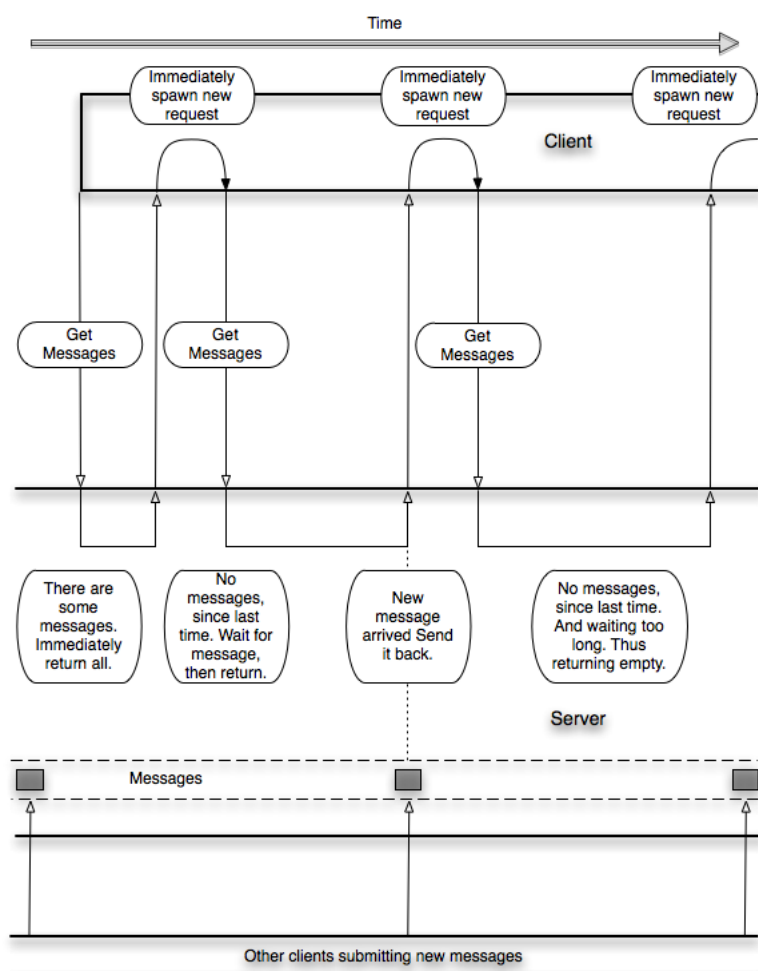 Time
Immediately
spawn new
request
Immediately
spawn new
request
Immediately
spawn new
request
Client
Get
Messages
Get
Messages
Get
Messages
There are
some
messages.
Immediately
return all.
No
messages,
since last
time. Wait for
message,
then return.
New
message
arrived Send
it back.
No messages,
since last time.
And waiting too
long. Thus
returning empty.
Server
Messages
Other clients submitting new messages